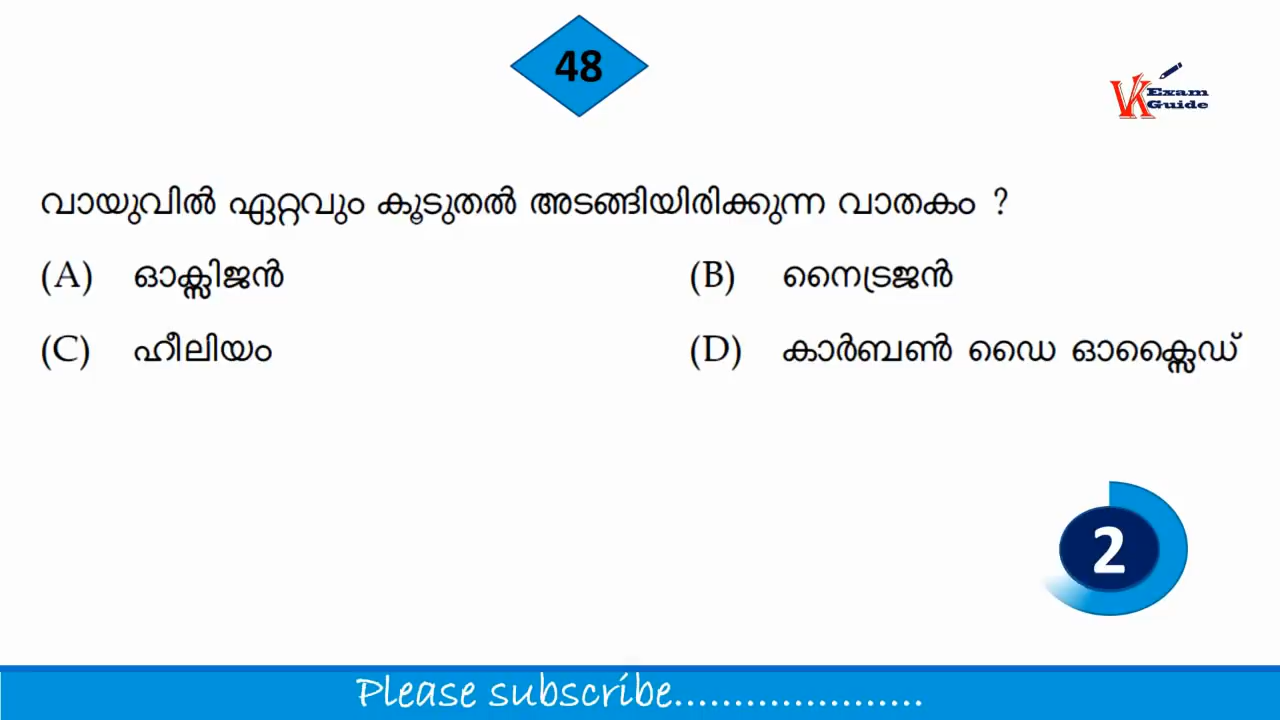 48
VK Exam
Guide
വായുവിൽ ഏറ്റവും കൂടുതൽ അടങ്ങിയിരിക്കുന്ന വാതകം ?
(A) ഓക്സിജൻ (B) നൈട്രജൻ
(C) ഹീലിയം (D) കാർബൺ ഡൈ ഓക്സൈഡ്
2
Please subscribe.....................